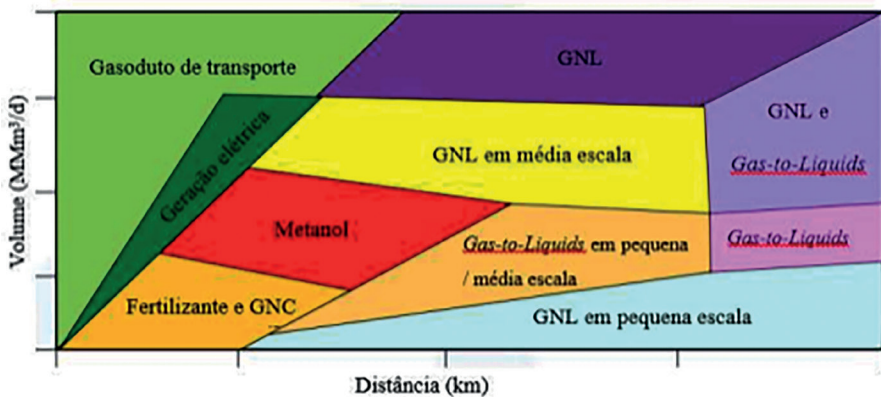 Gasoduto de transporte
GNL
GNL e
Gas-to-Liquids
Geração elétrica
GNL em média escala
Metanol
Gas-to-Liquids em pequena
/ média escala
Gas-to-Liquids
Fertilizante e GNC
GNL em pequena escala
Volume (MMm³/d)
Distância (km)